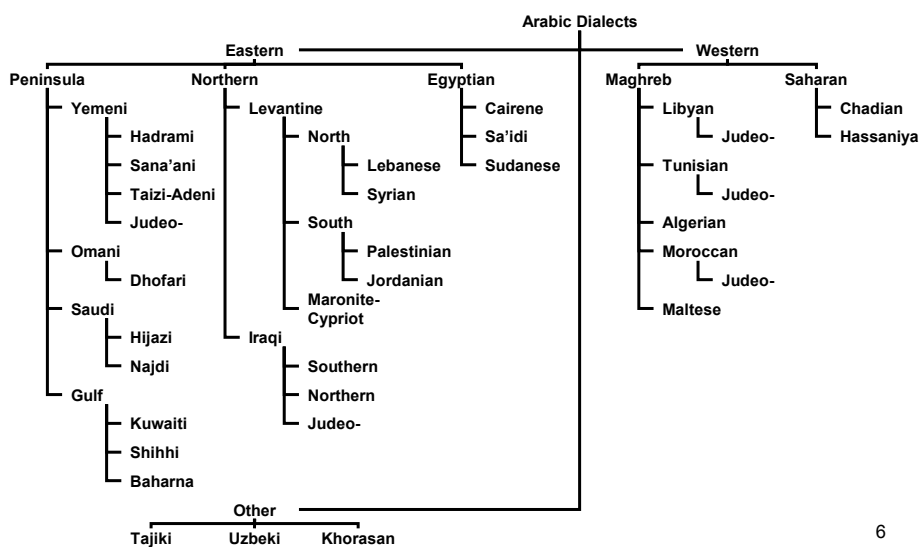 Arabic Dialects
Eastern Western
Peninsula Northern Egyptian Maghreb Saharan
Yemeni Levantine Cairene Libyan Chadian
Hadrami North Sa'idi Judeo- Hassaniya
Sana'ani Lebanese Sudanese Tunisian
Taizi-Adeni Syrian Judeo-
Judeo- South Algerian
Omani Palestinian Moroccan
Dhofari Jordanian Judeo-
Saudi Maronite- Maltese
Cypriot
Hijazi Iraqi
Najdi Southern
Gulf Northern
Kuwaiti Judeo-
Shihhi
Baharna
Other
Tajiki Uzbeki Khorasan
6